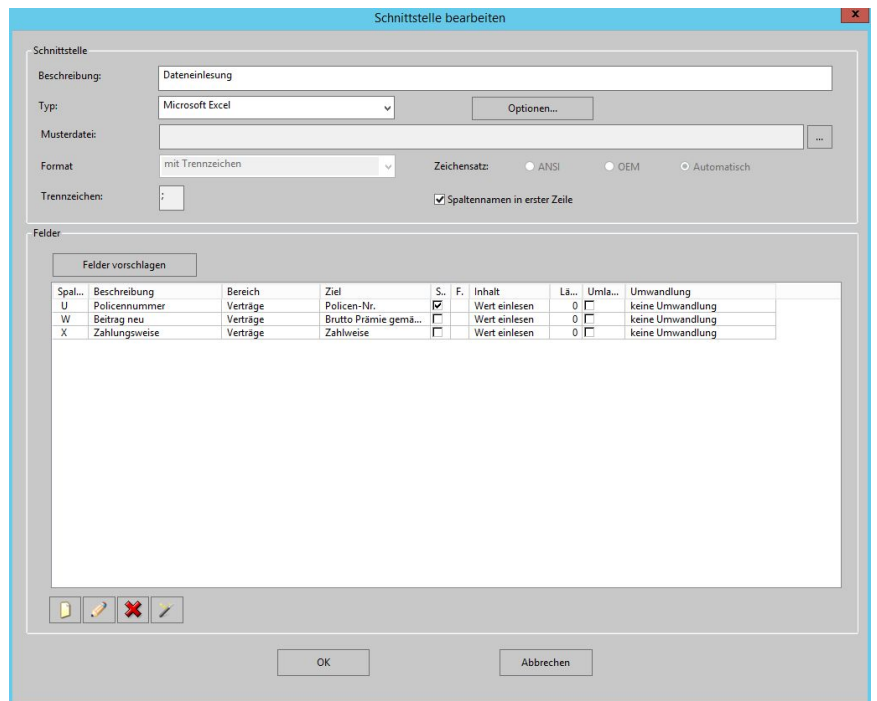 Schnittstelle bearbeiten
x
Schnittstelle
Beschreibung: Dateneinlesung
Typ: Microsoft Excel Optionen...
Musterdatei: ...
Format mit Trennzeichen Zeichensatz: ANSI OEM Automatisch
Trennzeichen: ; Spaltennamen in erster Zeile
Felder
Felder vorschlagen
Spal... Beschreibung Bereich Ziel S.. F. Inhalt Lä... Umla... Umwandlung
U Policennummer Verträge Policen-Nr. Wert einlesen 0 keine Umwandlung
W Beitrag neu Verträge Brutto Prämie gemä... Wert einlesen 0 keine Umwandlung
X Zahlungsweise Verträge Zahlweise Wert einlesen 0 keine Umwandlung
OK Abbrechen